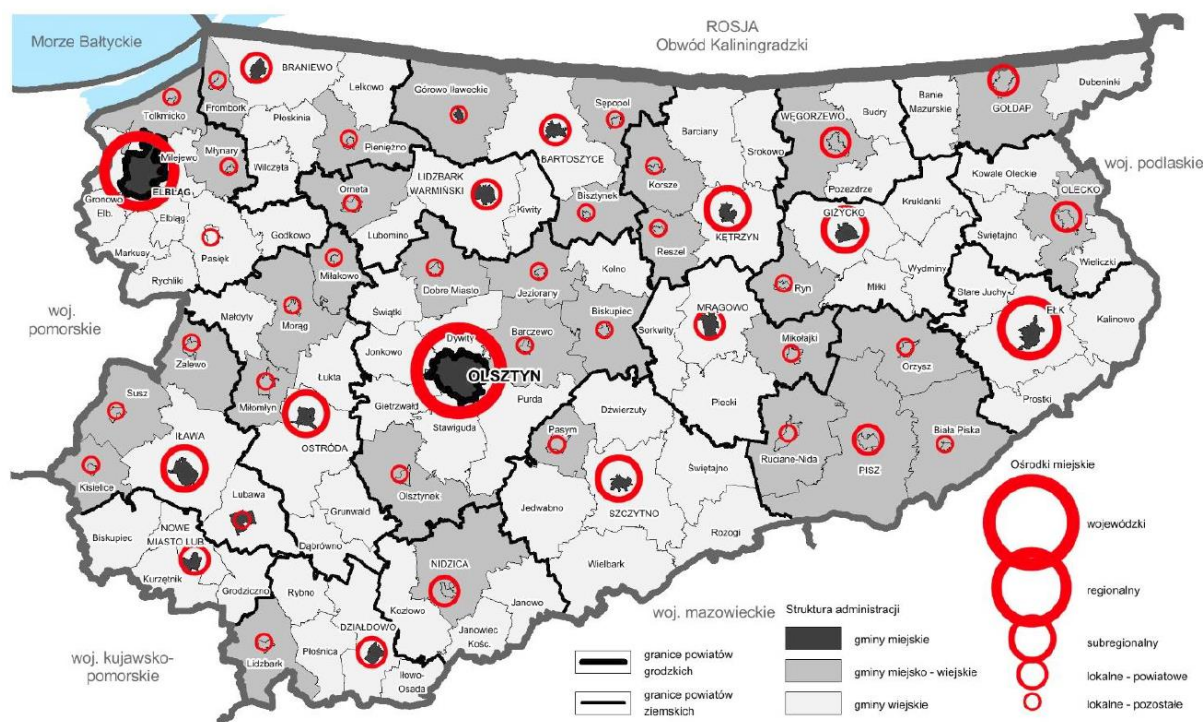 Morze Bałtyckie
ROSJA
Obwód Kaliningradzki
BRANIEWO
Lelkowo
Górowo Iławeckie
Sępopol
Barciany
WĘGORZEWO
Budry
Banie
Mazurskie
GOŁDAP
Dubeninki
Tolkmicko
Frombork
Płoskinia
Pieniężno
BARTOSZYCE
Srokowo
Milejewo
Młynary
Wilczęta
Orneta
LIDZBARK
WARMIŃSKI
Kiwity
Bisztynek
Korsze
Pozezdrze
Kowale Oleckie
woj. podlaskie
OLECKO
ELBLĄG
Gronowo
Elb.
Elbląg
Markusy
Pasłęk
Godkowo
Lubomino
Reszel
KĘTRZYN
GIŻYCKO
Kruklanki
Świętajno
Wieliczki
Rychliki
Miłakowo
Dobre Miasto
Jeziorany
Kolno
Ryn
Miłki
Wydminy
Stare Juchy
EŁK
Kalinowo
woj.
pomorskie
Małdyty
Morąg
Świątki
Dywity
Barczewo
Biskupiec
Sorkwity
MRĄGOWO
Mikołajki
Orzysz
Zalewo
Jonkowo
OLSZTYN
Łukta
Miłomłyn
Gietrzwałd
Purda
Stawiguda
Dźwierzuty
Piecki
Prostki
Susz
IŁAWA
OSTRÓDA
Pasym
Ruciane-Nida
PISZ
Biała Piska
Kisielice
Lubawa
Olsztynek
Świętajno
Ośrodki miejskie
Jedwabno
SZCZYTNO
Grunwald
Rozogi
wojewódzki
Biskupiec
NOWE
MIASTO LUB.
Dąbrówno
Wielbark
Kurzętnik
Grodziczno
Rybno
NIDZICA
Kozłowo
Janowo
woj. mazowieckie
Struktura administracji
regionalny
DZIAŁDOWO
Janowiec
Kośc.
gminy miejskie
subregionalny
woj. kujawsko-
pomorskie
Lidzbark
Płośnica
Iłowo-
Osada
granice powiatów
grodzkich
gminy miejsko - wiejskie
lokalne - powiatowe
granice powiatów
ziemskich
gminy wiejskie
lokalne - pozostałe